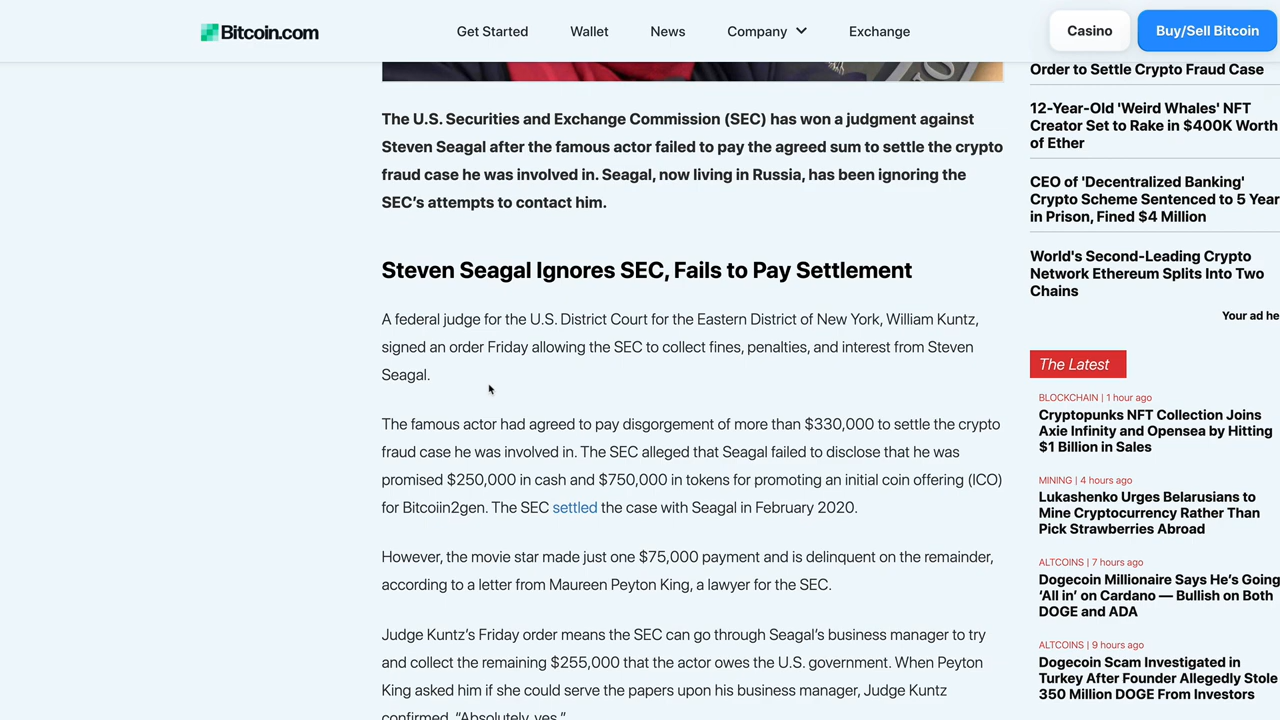 Bitcoin.com
Get Started
Wallet
News
Company
Exchange
Casino
Buy/Sell Bitcoin
The U.S. Securities and Exchange Commission (SEC) has won a judgment against
Steven Seagal after the famous actor failed to pay the agreed sum to settle the crypto
fraud case he was involved in. Seagal, now living in Russia, has been ignoring the
SEC’s attempts to contact him.
Steven Seagal Ignores SEC, Fails to Pay Settlement
A federal judge for the U.S. District Court for the Eastern District of New York, William Kuntz,
signed an order Friday allowing the SEC to collect fines, penalties, and interest from Steven
Seagal.
The famous actor had agreed to pay disgorgement of more than $330,000 to settle the crypto
fraud case he was involved in. The SEC alleged that Seagal failed to disclose that he was
promised $250,000 in cash and $750,000 in tokens for promoting an initial coin offering (ICO)
for Bitcoiin2gen. The SEC settled the case with Seagal in February 2020.
However, the movie star made just one $75,000 payment and is delinquent on the remainder,
according to a letter from Maureen Peyton King, a lawyer for the SEC.
Judge Kuntz’s Friday order means the SEC can go through Seagal’s business manager to try
and collect the remaining $255,000 that the actor owes the U.S. government. When Peyton
King asked him if she could serve the papers upon his business manager, Judge Kuntz
confirmed, “Absolutely, yes.”
Order to Settle Crypto Fraud Case
12-Year-Old 'Weird Whales' NFT
Creator Set to Rake in $400K Worth
of Ether
CEO of 'Decentralized Banking'
Crypto Scheme Sentenced to 5 Year
in Prison, Fined $4 Million
World's Second-Leading Crypto
Network Ethereum Splits Into Two
Chains
Your ad he
The Latest
BLOCKCHAIN | 1 hour ago
Cryptopunks NFT Collection Joins
Axie Infinity and Opensea by Hitting
$1 Billion in Sales
MINING | 4 hours ago
Lukashenko Urges Belarusians to
Mine Cryptocurrency Rather Than
Pick Strawberries Abroad
ALTCOINS | 7 hours ago
Dogecoin Millionaire Says He’s Going
‘All in’ on Cardano — Bullish on Both
DOGE and ADA
ALTCOINS | 9 hours ago
Dogecoin Scam Investigated in
Turkey After Founder Allegedly Stole
350 Million DOGE From Investors